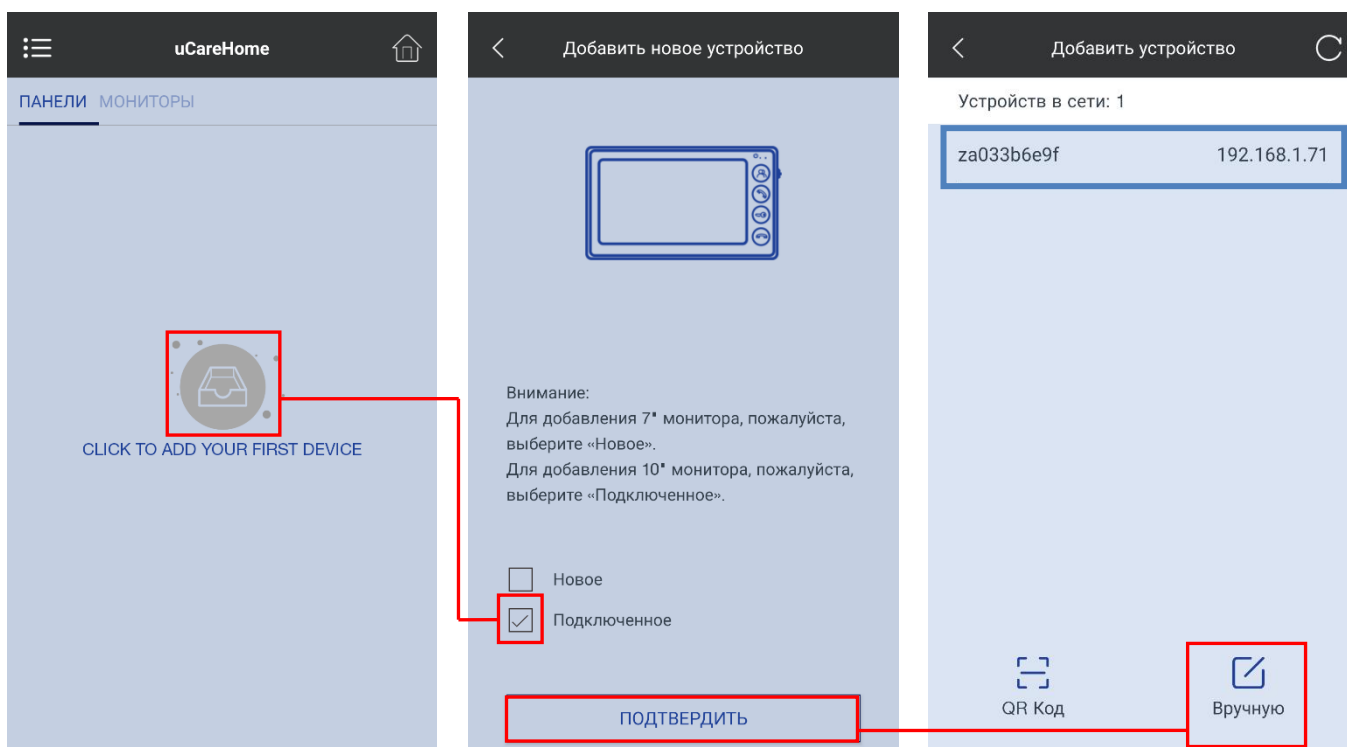 uCareHome
ПАНЕЛИ МОНИТОРЫ
CLICK TO ADD YOUR FIRST DEVICE
Добавить новое устройство
Внимание:
Для добавления 7" монитора, пожалуйста,
выберите «Новое».
Для добавления 10" монитора, пожалуйста,
выберите «Подключенное».
Новое
Подключенное
ПОДТВЕРДИТЬ
Добавить устройство
Устройств в сети: 1
za033b6e9f 192.168.1.71
QR Код
Вручную